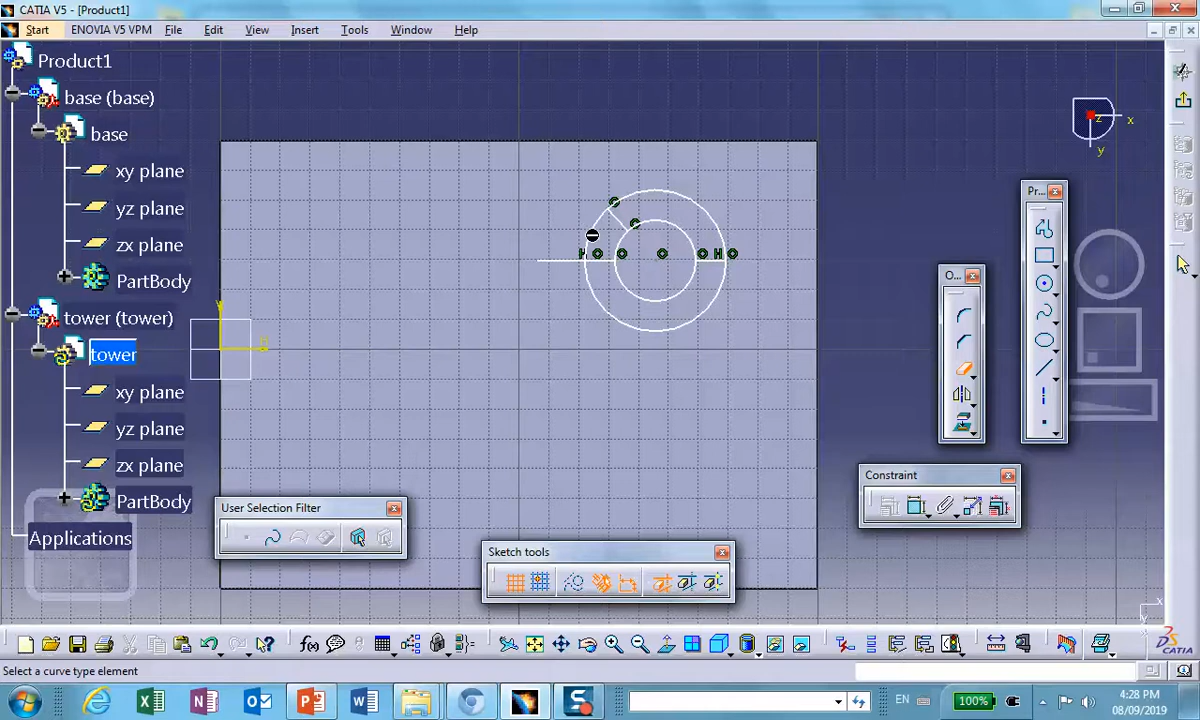 CATIA V5 - [Product1]
Start ENOVIA V5 VPM File Edit View Insert Tools Window Help
Product1
base (base)
base
xy plane
yz plane
zx plane
PartBody
tower (tower)
tower
xy plane
yz plane
zx plane
PartBody
Applications
H H
x
y
z
Pr...
O...
Constraint
User Selection Filter
Sketch tools
f(x)
CATIA
Select a curve type element
EN 100% 4:28 PM
08/09/2019